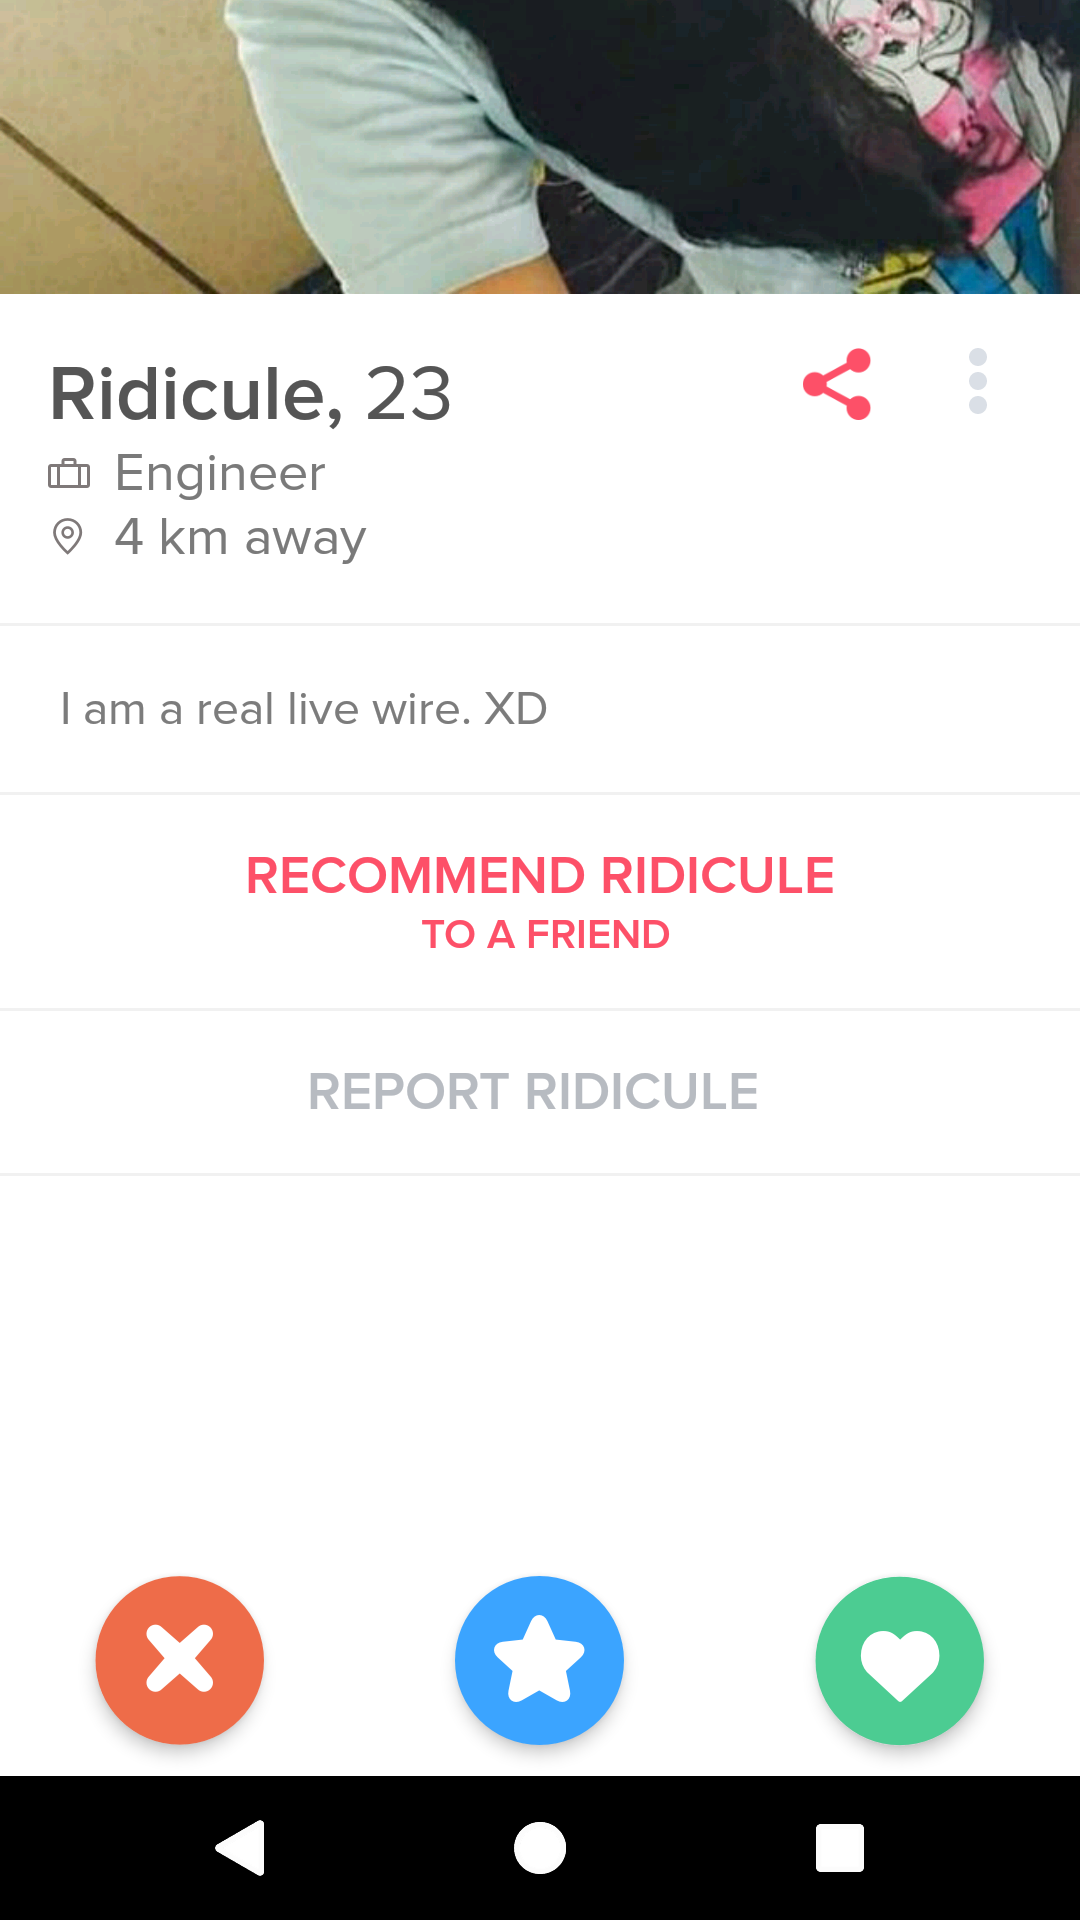 Ridicule, 23
Engineer
4 km away
I am a real live wire. XD
RECOMMEND RIDICULE
TO A FRIEND
REPORT RIDICULE